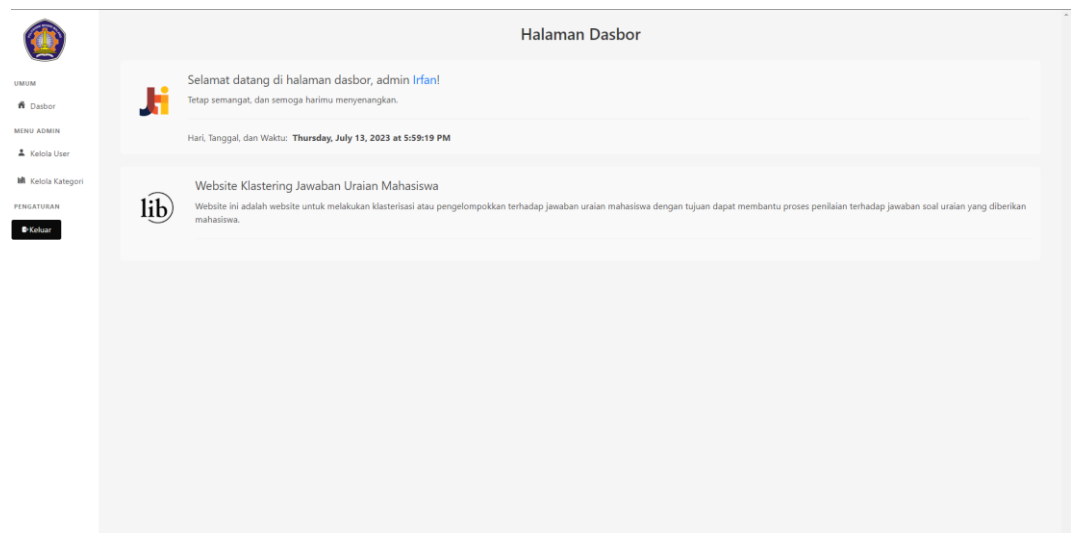 Halaman Dasbor
UMUM
Dasbor
MENU ADMIN
Kelola User
Kelola Kategori
PENGATURAN
Keluar
Selamat datang di halaman dasbor, admin Irfan!
Tetap semangat, dan semoga harimu menyenangkan.
Hari, Tanggal, dan Waktu: Thursday, July 13, 2023 at 5:59:19 PM
lib
Website Klastering Jawaban Uraian Mahasiswa
Website ini adalah website untuk melakukan klasterisasi atau pengelompokkan terhadap jawaban uraian mahasiswa dengan tujuan dapat membantu proses penilaian terhadap jawaban soal uraian yang diberikan
mahasiswa.